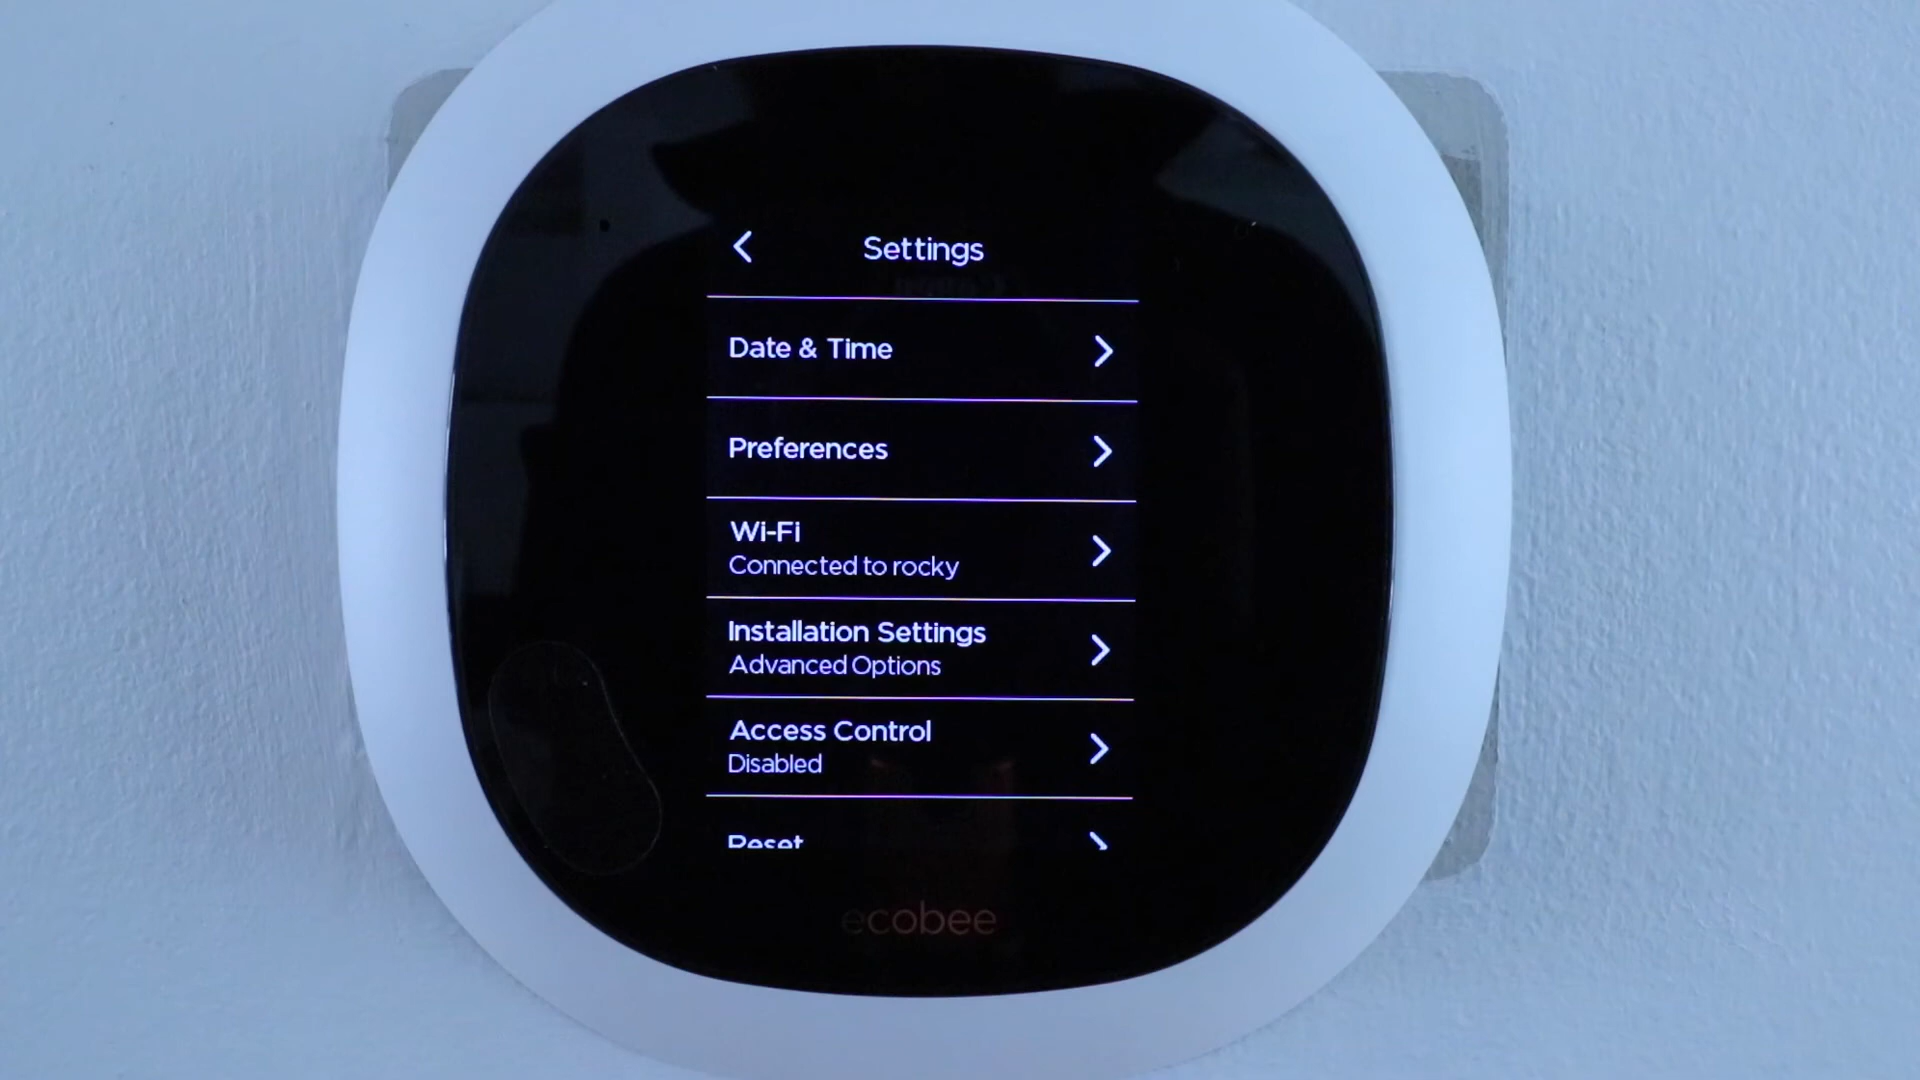 Settings
Date & Time
Preferences
Wi-Fi
Connected to rocky
Installation Settings
Advanced Options
Access Control
Disabled
Reset
ecobee